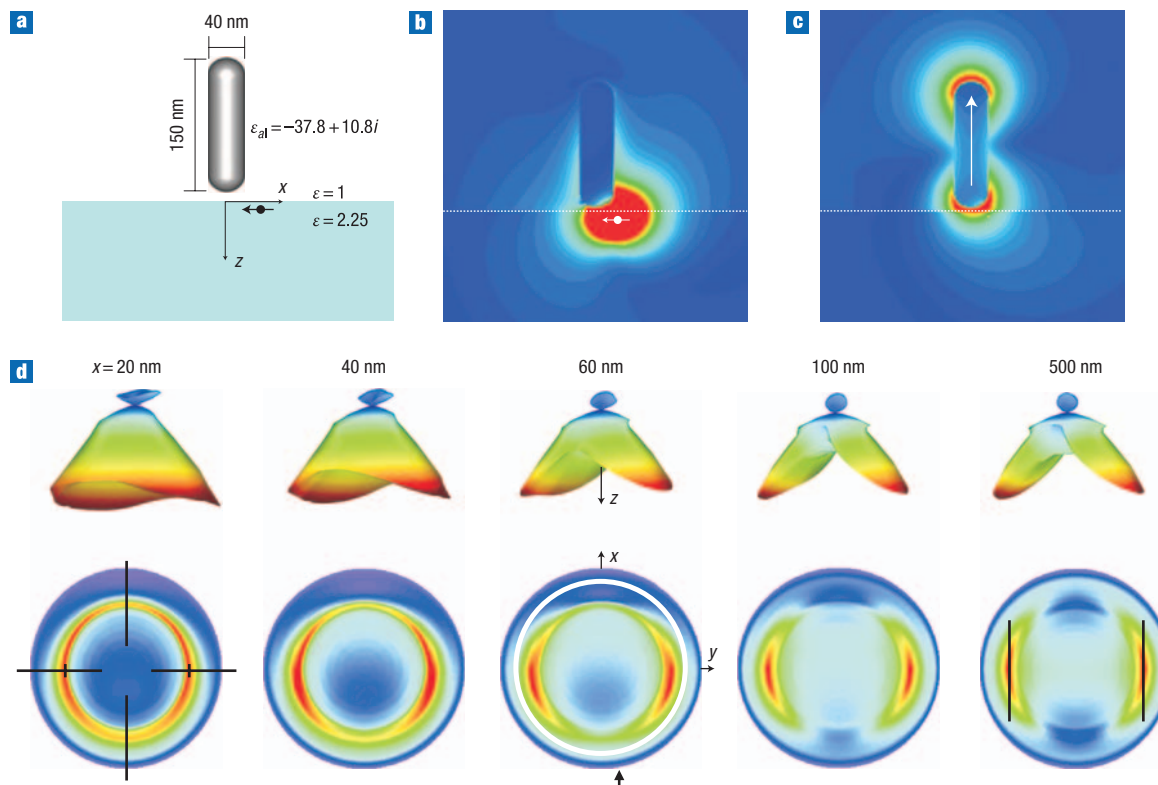 a
40 nm
150 nm
εal = −37.8 + 10.8i
x
ε = 1
ε = 2.25
z
b
c
d
x = 20 nm
40 nm
60 nm
100 nm
500 nm
z
x
y